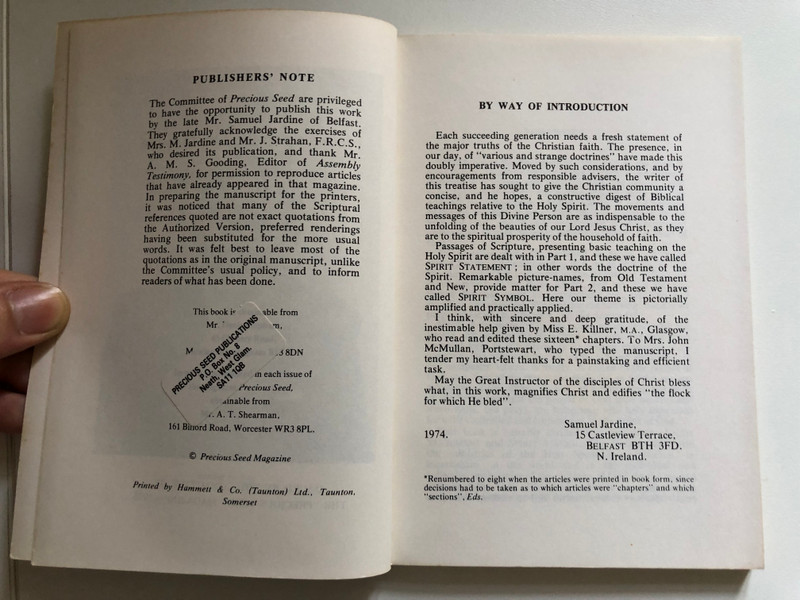 PUBLISHERS' NOTE
The Committee of Precious Seed are privileged
to have the opportunity to publish this work
by the late Mr. Samuel Jardine of Belfast.
They gratefully acknowledge the exercises of
Mrs. M. Jardine and Mr. J. Strahan, F.R.C.S.,
who desired its publication, and thank Mr.
A. M. S. Gooding, Editor of Assembly
Testimony, for permission to reproduce articles
that have already appeared in that magazine.
In preparing the manuscript for the printers,
it was noticed that many of the Scriptural
references quoted are not exact quotations from
the Authorized Version, preferred renderings
having been substituted for the more usual
words. It was felt best to leave most of the
quotations as in the original manuscript, unlike
the Committee's usual policy, and to inform
readers of what has been done.
This book is able from
Mr.
8DN
PRECIOUS SEED PUBLICATIONS
P.O. Box No. 8
Neath, West Glam.
SA11 1QB
in each issue of
Precious Seed,
from
A. T. Shearman,
161 Road, Worcester WR3 8PL.
© Precious Seed Magazine
Printed by Hammett & Co. (Taunton) Ltd., Taunton,
Somerset
BY WAY OF INTRODUCTION
Each succeeding generation needs a fresh statement of
the major truths of the Christian faith. The presence, in
our day, of "various and strange doctrines" have made this
doubly imperative. Moved by such considerations, and by
encouragements from responsible advisers, the writer of
this treatise has sought to give the Christian community a
concise, and he hopes, a constructive digest of Biblical
teachings relative to the Holy Spirit. The movements and
messages of this Divine Person are as indispensable to the
unfolding of the beauties of our Lord Jesus Christ, as they
are to the spiritual prosperity of the household of faith.
Passages of Scripture, presenting basic teaching on the
Holy Spirit are dealt with in Part 1, and these we have called
SPIRIT STATEMENT; in other words the doctrine of the
Spirit. Remarkable picture-names, from Old Testament
and New, provide matter for Part 2, and these we have
called SPIRIT SYMBOL. Here our theme is pictorially
amplified and practically applied.
I think, with sincere and deep gratitude, of the
inestimable help given by Miss E. Killner, M.A., Glasgow,
who read and edited these sixteen* chapters. To Mrs. John
McMullan, Portstewart, who typed the manuscript, I
tender my heart-felt thanks for a painstaking and efficient
task.
May the Great Instructor of the disciples of Christ bless
what, in this work, magnifies Christ and edifies "the flock
for which He bled".
Samuel Jardine,
1974. 15 Castleview Terrace,
BELFAST BTH 3FD.
N. Ireland.
*Renumbered to eight when the articles were printed in book form, since
decisions had to be taken as to which articles were "chapters" and which
"sections", Eds.